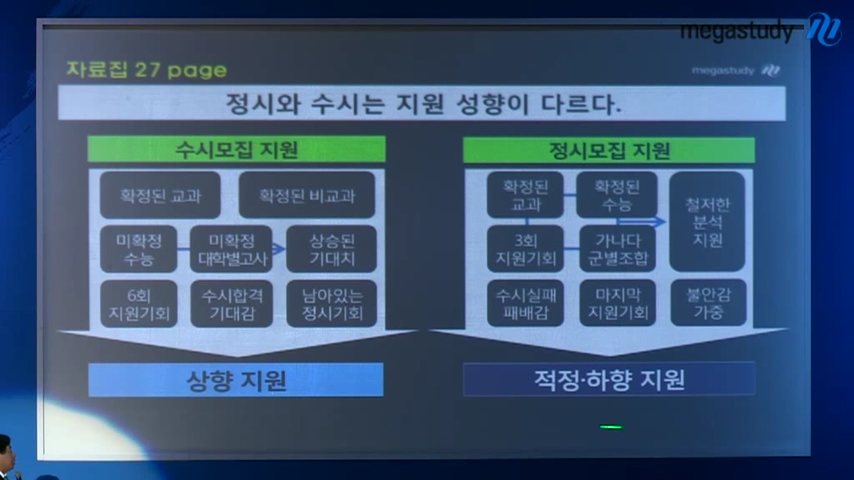 megastudy
자료집 27 page
megastudy
정시와 수시는 지원 성향이 다르다.
수시모집 지원
확정된 교과
확정된 비교과
미확정
수능
미확정
대학별고사
상승된
기대치
6회
지원기회
수시합격
기대감
남아있는
정시기회
상향 지원
정시모집 지원
확정된
교과
확정된
수능
철저한
분석
지원
3회
지원기회
가나다
군별조합
수시실패
패배감
마지막
지원기회
불안감
가중
적정·하향 지원